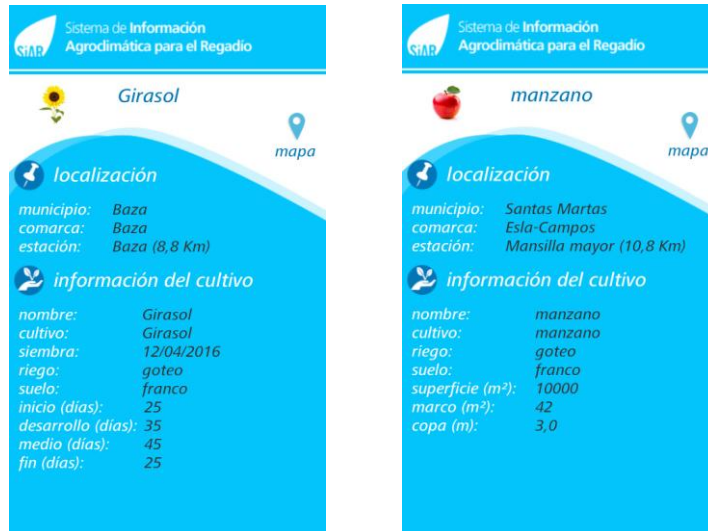 SiAR
Sistema de Información
Agroclimática para el Regadío
Girasol
mapa
localización
municipio: Baza
comarca: Baza
estación: Baza (8,8 Km)
información del cultivo
nombre: Girasol
cultivo: Girasol
siembra: 12/04/2016
riego: goteo
suelo: franco
inicio (días): 25
desarrollo (días): 35
medio (días): 45
fin (días): 25
SiAR
Sistema de Información
Agroclimática para el Regadío
manzano
mapa
localización
municipio: Santas Martas
comarca: Esla-Campos
estación: Mansilla mayor (10,8 Km)
información del cultivo
nombre: manzano
cultivo: manzano
riego: goteo
suelo: franco
superficie (m²): 10000
marco (m²): 42
copa (m): 3,0